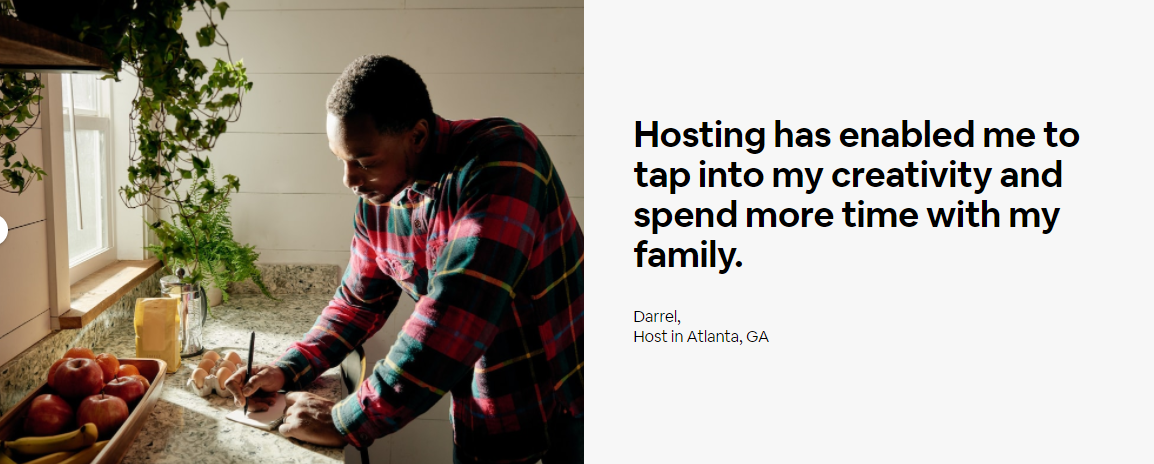 Hosting has enabled me to
tap into my creativity and
spend more time with my
family.
Darrel,
Host in Atlanta, GA